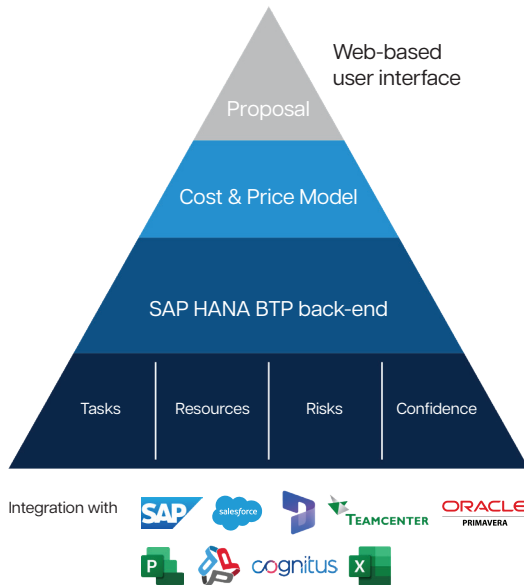 Web-based
user interface
Proposal
Cost & Price Model
SAP HANA BTP back-end
Tasks
Resources
Risks
Confidence
Integration with
SAP
salesforce
TEAMCENTER
ORACLE
PRIMAVERA
P
cognitus
X